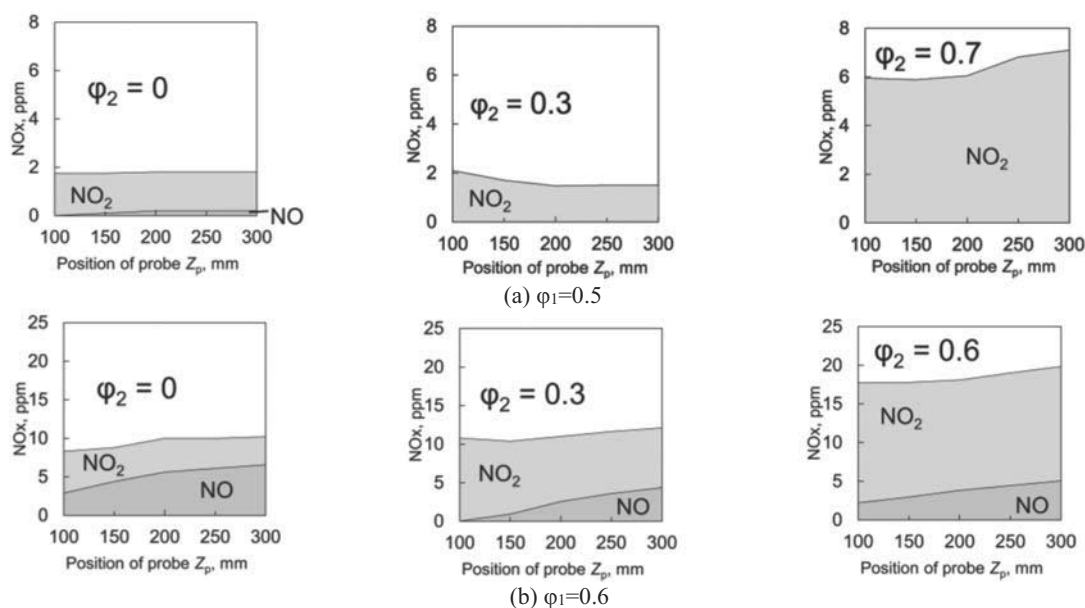 8
6
4
2
0
NOx, ppm
φ2 = 0
NO2
NO
100 150 200 250 300
Position of probe Zp, mm
8
6
4
2
0
NOx, ppm
φ2 = 0.3
NO2
100 150 200 250 300
Position of probe Zp, mm
8
6
4
2
0
NOx, ppm
φ2 = 0.7
NO2
100 150 200 250 300
Position of probe Zp, mm
(a) φ1=0.5
25
20
15
10
5
0
NOx, ppm
φ2 = 0
NO2
NO
100 150 200 250 300
Position of probe Zp, mm
25
20
15
10
5
0
NOx, ppm
φ2 = 0.3
NO2
NO
100 150 200 250 300
Position of probe Zp, mm
25
20
15
10
5
0
NOx, ppm
φ2 = 0.6
NO2
NO
100 150 200 250 300
Position of probe Zp, mm
(b) φ1=0.6